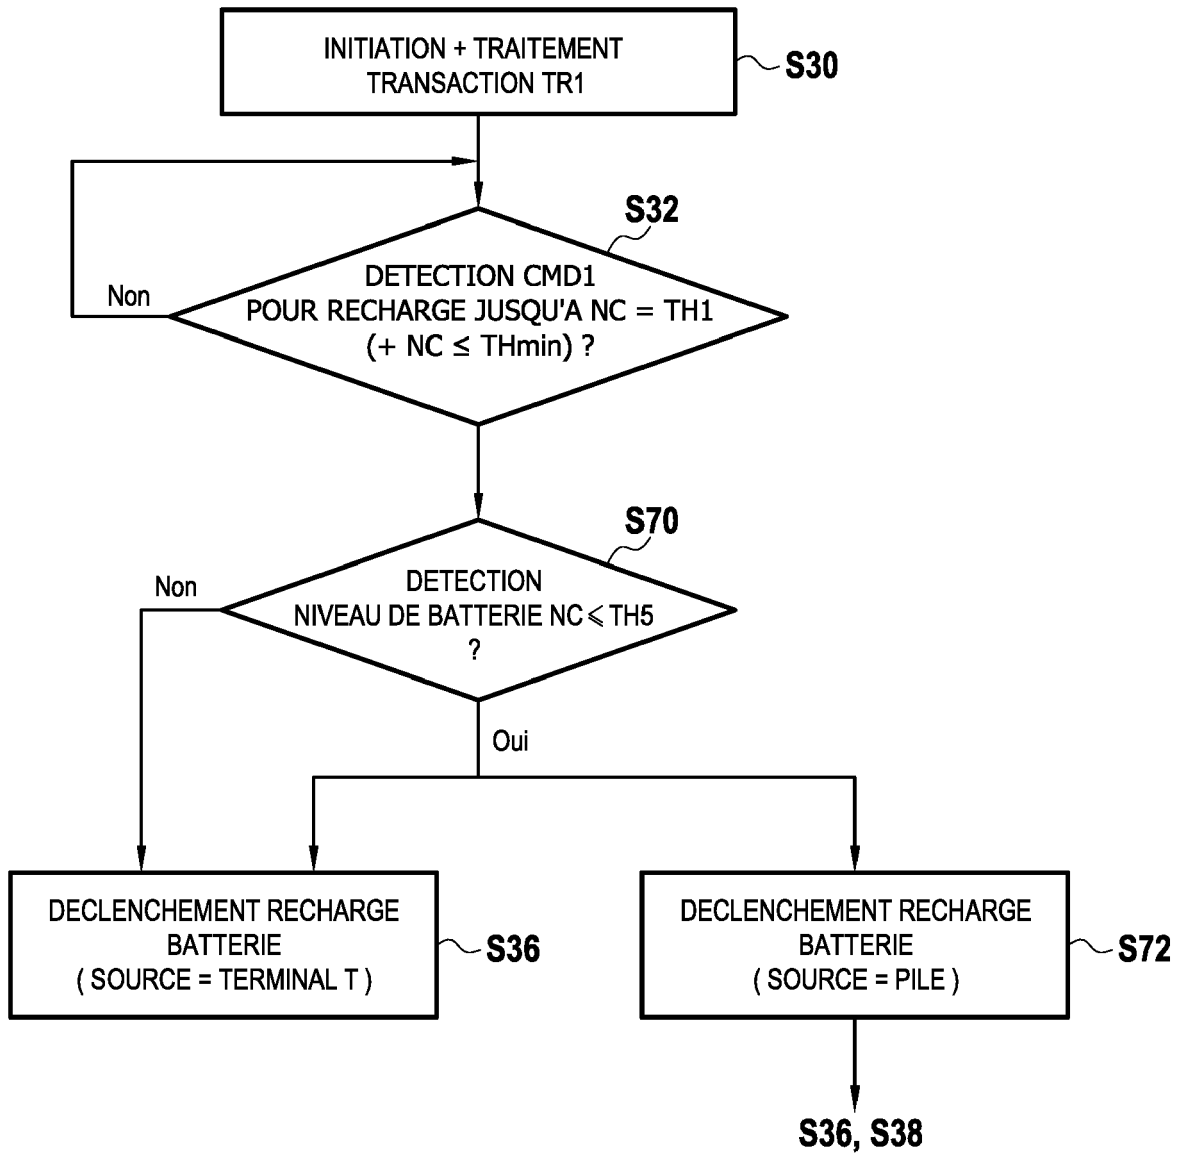 INITIATION + TRAITEMENT
TRANSACTION TR1
S30
S32
DETECTION CMD1
POUR RECHARGE JUSQU'A NC = TH1
(+ NC ≤ THmin) ?
Non
S70
DETECTION
NIVEAU DE BATTERIE NC ⩽ TH5
?
Non
Oui
DECLENCHEMENT RECHARGE
BATTERIE
( SOURCE = TERMINAL T )
S36
DECLENCHEMENT RECHARGE
BATTERIE
( SOURCE = PILE )
S72
S36, S38